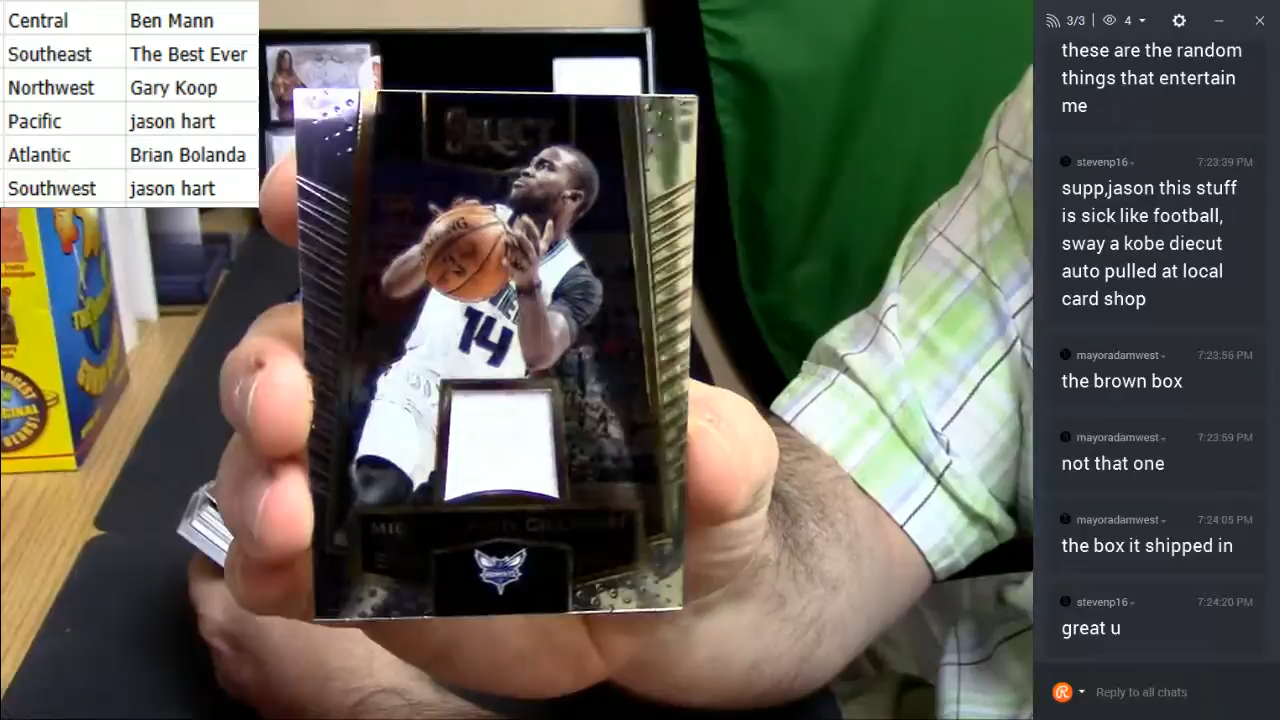 Central Ben Mann
Southeast The Best Ever
Northwest Gary Koop
Pacific jason hart
Atlantic Brian Bolanda
Southwest jason hart
SELECT
14
3/3 4
these are the random
things that entertain
me
stevenp16 7:23:39 PM
supp,jason this stuff
is sick like football,
sway a kobe diecut
auto pulled at local
card shop
mayoradamwest 7:23:56 PM
the brown box
mayoradamwest 7:23:59 PM
not that one
mayoradamwest 7:24:05 PM
the box it shipped in
stevenp16 7:24:20 PM
great u
Reply to all chats